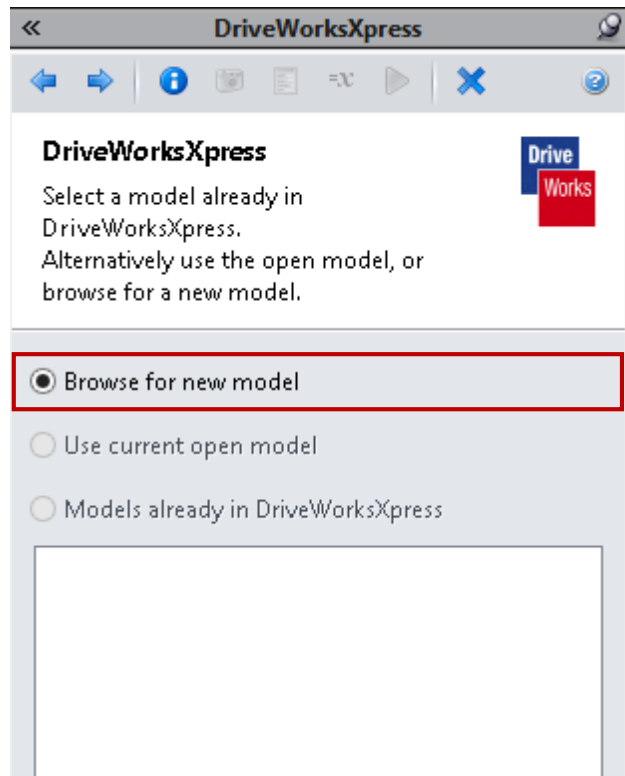 DriveWorksXpress
=x
DriveWorksXpress
Drive
Works
Select a model already in
DriveWorksXpress.
Alternatively use the open model, or
browse for a new model.
Browse for new model
Use current open model
Models already in DriveWorksXpress